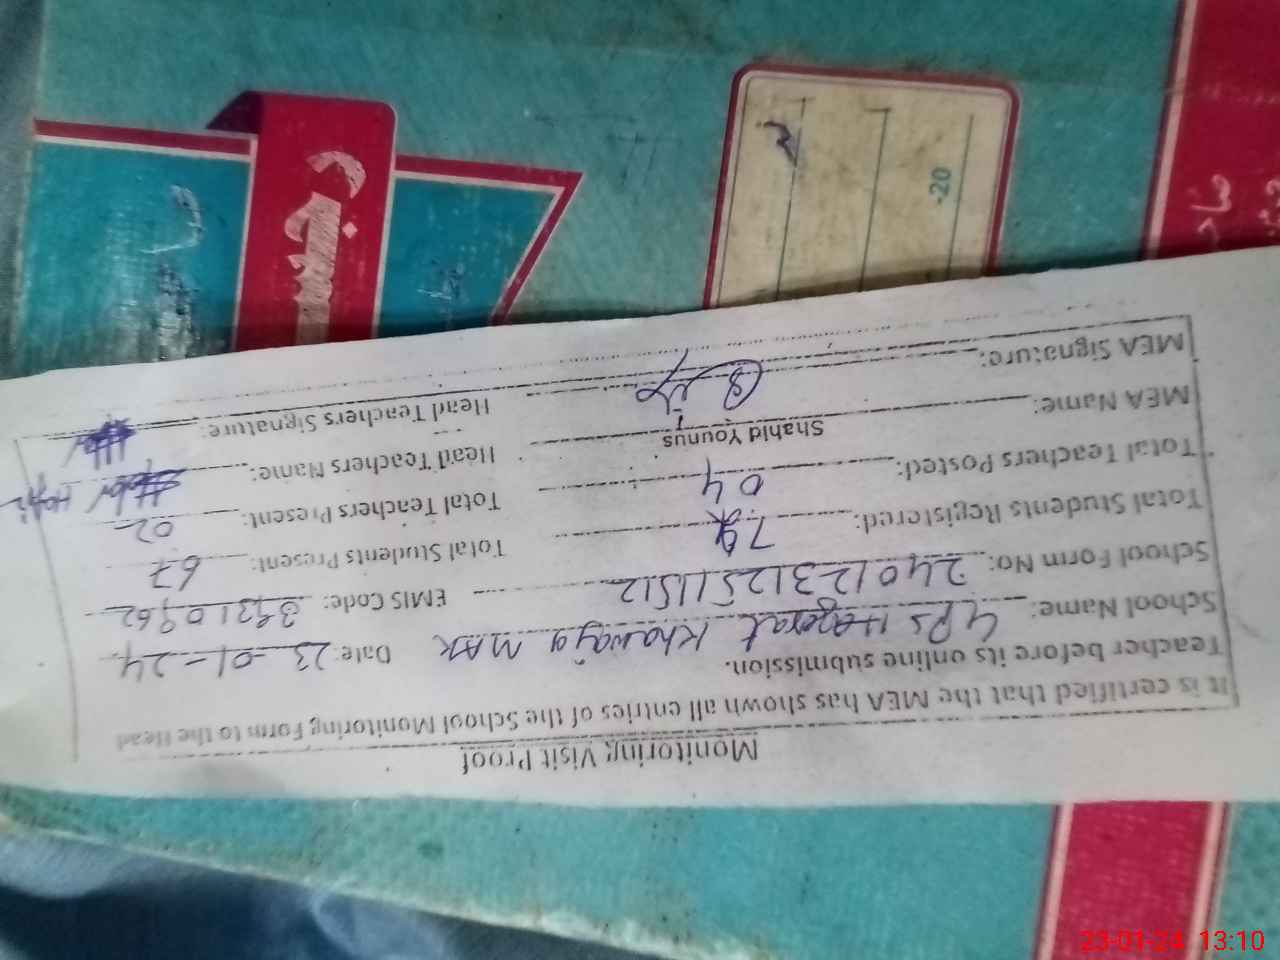 Monitoring Visit Proof
It is certified that the MEA has shown all entries of the School Monitoring Form to the Head
Teacher before its online submission.
School Name: GPS Hazrat Khawaja MAK Date: 23-01-24
School Form No: 24012312511512 EMIS Code: 39310962
Total Students Registered: 79 Total Students Present: 67
Total Teachers Posted: 04 Total Teachers Present: 02
MEA Name: Shahid Younus Head Teachers Name:
MEA Signature: Head Teachers Signature:
-20
23-01-24 13:10